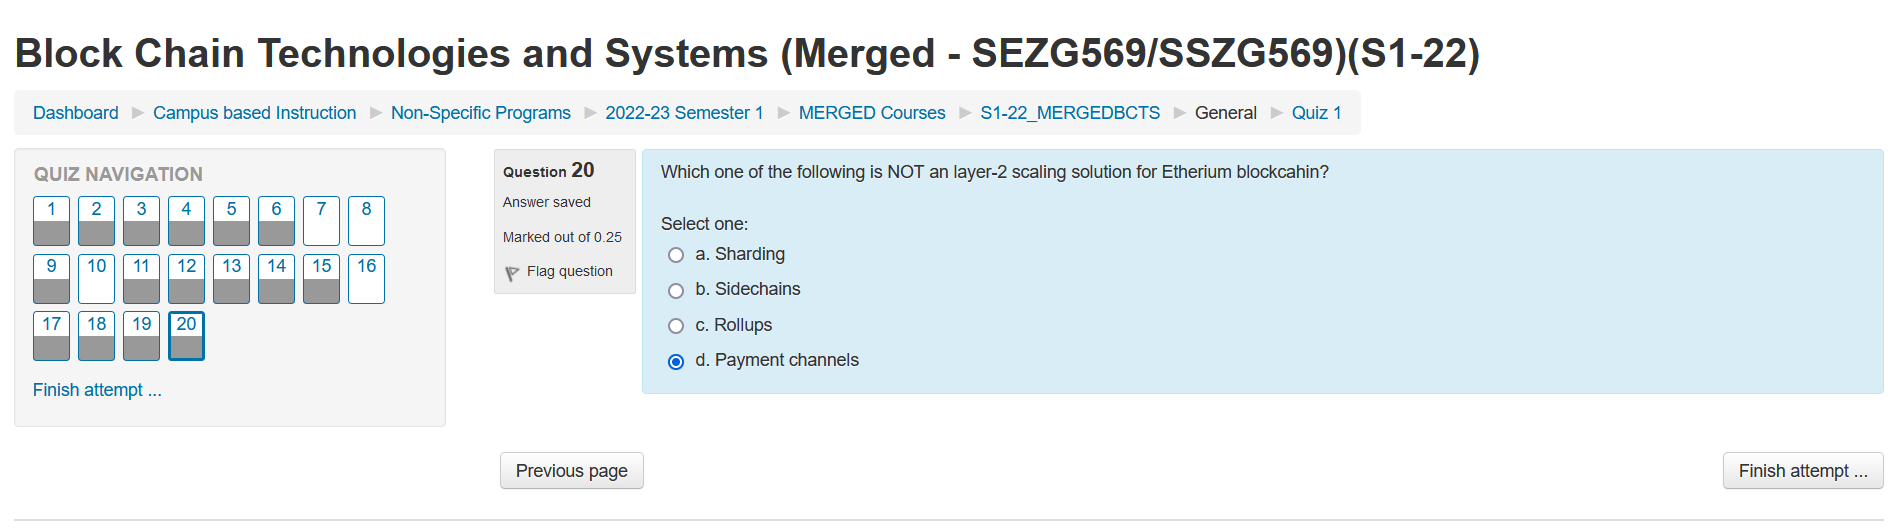 Block Chain Technologies and Systems (Merged - SEZG569/SSZG569)(S1-22)
Dashboard Campus based Instruction Non-Specific Programs 2022-23 Semester 1 MERGED Courses S1-22_MERGEDBCTS General Quiz 1
QUIZ NAVIGATION
1 2 3 4 5 6 7 8
9 10 11 12 13 14 15 16
17 18 19 20
Finish attempt ...
Question 20
Answer saved
Marked out of 0.25
Flag question
Which one of the following is NOT an layer-2 scaling solution for Etherium blockcahin?
Select one:
a. Sharding
b. Sidechains
c. Rollups
d. Payment channels
Previous page
Finish attempt ...